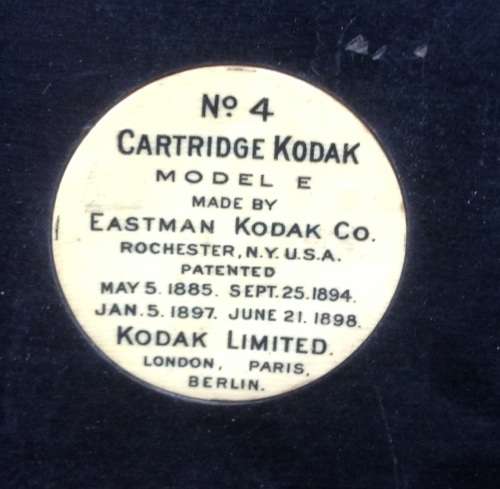 Nº 4
CARTRIDGE KODAK
MODEL E
MADE BY
EASTMAN KODAK CO.
ROCHESTER, N.Y. U.S.A.
PATENTED
MAY 5. 1885. SEPT. 25. 1894.
JAN. 5. 1897. JUNE 21. 1898.
KODAK LIMITED.
LONDON, PARIS,
BERLIN.